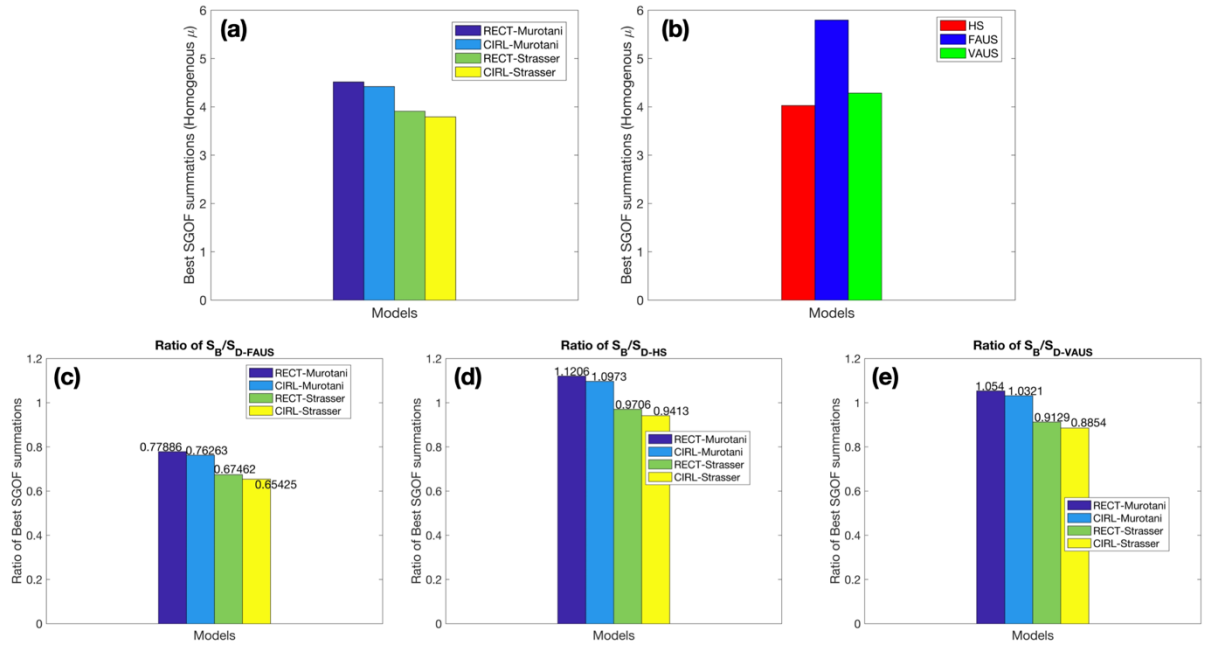 (a)
Best SGOF summations (Homogenous μ)
6
5
4
3
2
1
0
RECT-Murotani
CIRL-Murotani
RECT-Strasser
CIRL-Strasser
Models
(b)
Best SGOF summations (Homogenous μ)
6
5
4
3
2
1
0
HS
FAUS
VAUS
Models
Ratio of S_B/S_D-FAUS
(c)
Ratio of Best SGOF summations
1.2
1
0.8
0.6
0.4
0.2
0
RECT-Murotani
CIRL-Murotani
RECT-Strasser
CIRL-Strasser
0.77886
0.76263
0.67462
0.65425
Models
Ratio of S_B/S_D-HS
(d)
Ratio of Best SGOF summations
1.2
1
0.8
0.6
0.4
0.2
0
1.1206
1.0973
0.9706
0.9413
RECT-Murotani
CIRL-Murotani
RECT-Strasser
CIRL-Strasser
Models
Ratio of S_B/S_D-VAUS
(e)
Ratio of Best SGOF summations
1.2
1
0.8
0.6
0.4
0.2
0
1.054
1.0321
0.9129
0.8854
RECT-Murotani
CIRL-Murotani
RECT-Strasser
CIRL-Strasser
Models